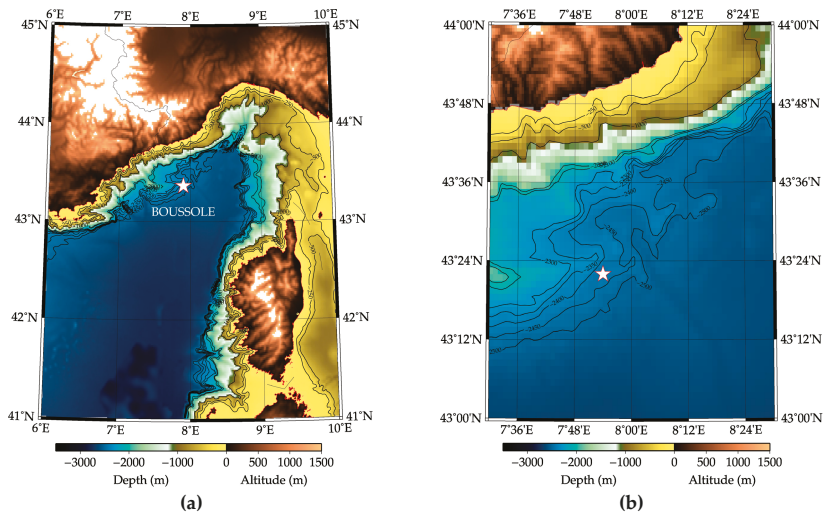 6°E 7°E 8°E 9°E 10°E
45°N 45°N
44°N 44°N
BOUSSOLE
43°N 43°N
42°N 42°N
41°N 41°N
6°E 7°E 8°E 9°E 10°E
−3000 −2000 −1000 0 500 1000 1500
Depth (m) Altitude (m)
(a)
7°36′E 7°48′E 8°00′E 8°12′E 8°24′E
44°00′N 44°00′N
43°48′N 43°48′N
43°36′N 43°36′N
43°24′N 43°24′N
43°12′N 43°12′N
43°00′N 43°00′N
7°36′E 7°48′E 8°00′E 8°12′E 8°24′E
−3000 −2000 −1000 0 500 1000 1500
Depth (m) Altitude (m)
(b)